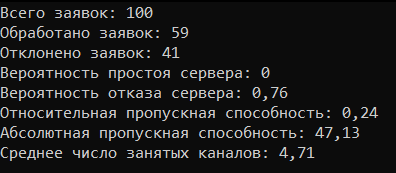 Всего заявок: 100
Обработано заявок: 59
Отклонено заявок: 41
Вероятность простоя сервера: 0
Вероятность отказа сервера: 0,76
Относительная пропускная способность: 0,24
Абсолютная пропускная способность: 47,13
Среднее число занятых каналов: 4,71